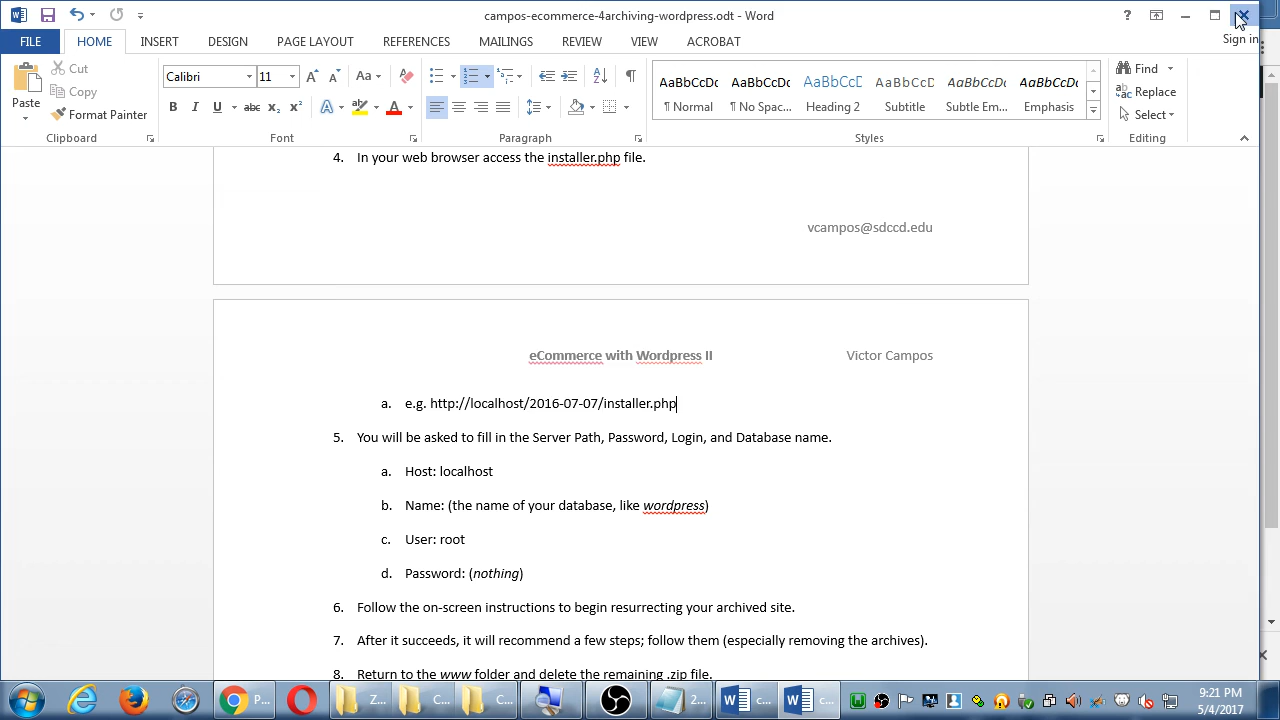 campos-ecommerce-4archiving-wordpress.odt - Word
Sign in
FILE HOME INSERT DESIGN PAGE LAYOUT REFERENCES MAILINGS REVIEW VIEW ACROBAT
Paste
Cut
Copy
Format Painter
Clipboard
Calibri 11
Font
Paragraph
AaBbCcDc AaBbCcDc AaBbCcD AaBbCcD AaBbCcDc AaBbCcDc
¶ Normal ¶ No Spac... Heading 2 Subtitle Subtle Em... Emphasis
Styles
Find
Replace
Select
Editing
4. In your web browser access the installer.php file.
vcampos@sdccd.edu
eCommerce with Wordpress II Victor Campos
a. e.g. http://localhost/2016-07-07/installer.php
5. You will be asked to fill in the Server Path, Password, Login, and Database name.
a. Host: localhost
b. Name: (the name of your database, like wordpress)
c. User: root
d. Password: (nothing)
6. Follow the on-screen instructions to begin resurrecting your archived site.
7. After it succeeds, it will recommend a few steps; follow them (especially removing the archives).
8. Return to the www folder and delete the remaining .zip file.
P... Z... C... C... 2... c... c...
9:21 PM
5/4/2017